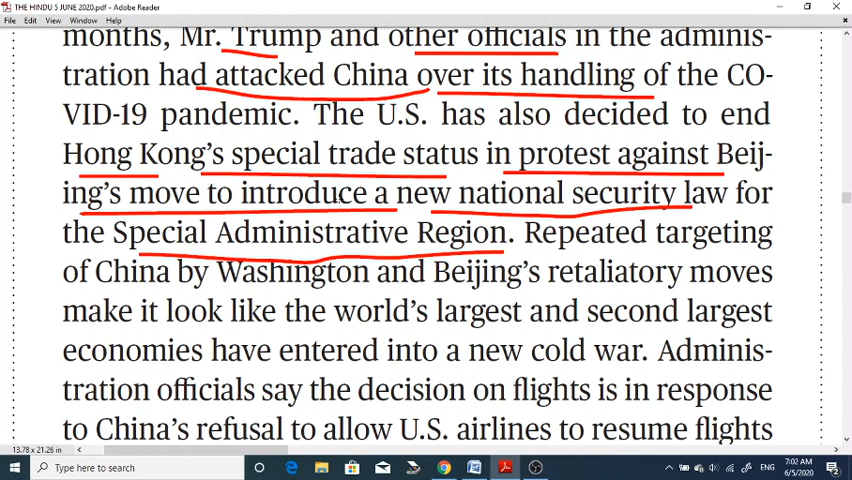 THE HINDU 5 JUNE 2020.pdf - Adobe Reader
File Edit View Window Help
months, Mr. Trump and other officials in the adminis-
tration had attacked China over its handling of the CO-
VID-19 pandemic. The U.S. has also decided to end
Hong Kong's special trade status in protest against Beij-
ing's move to introduce a new national security law for
the Special Administrative Region. Repeated targeting
of China by Washington and Beijing's retaliatory moves
make it look like the world's largest and second largest
economies have entered into a new cold war. Adminis-
tration officials say the decision on flights is in response
to China's refusal to allow U.S. airlines to resume flights
13.78 x 21.26 in
Type here to search
ENG
7:02 AM
6/5/2020
2